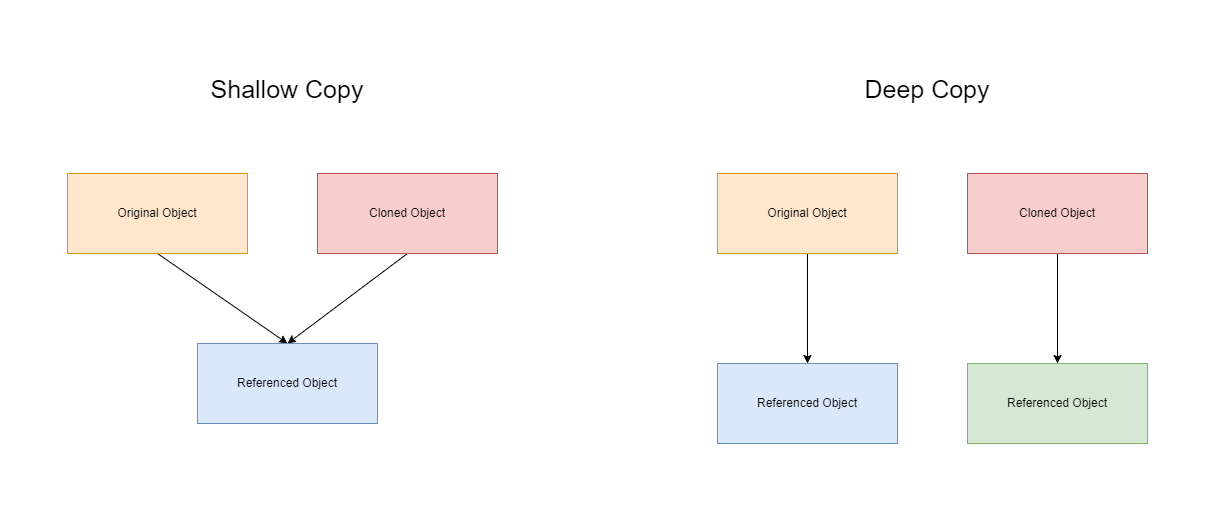 Shallow Copy
Original Object
Cloned Object
Referenced Object
Deep Copy
Original Object
Cloned Object
Referenced Object
Referenced Object